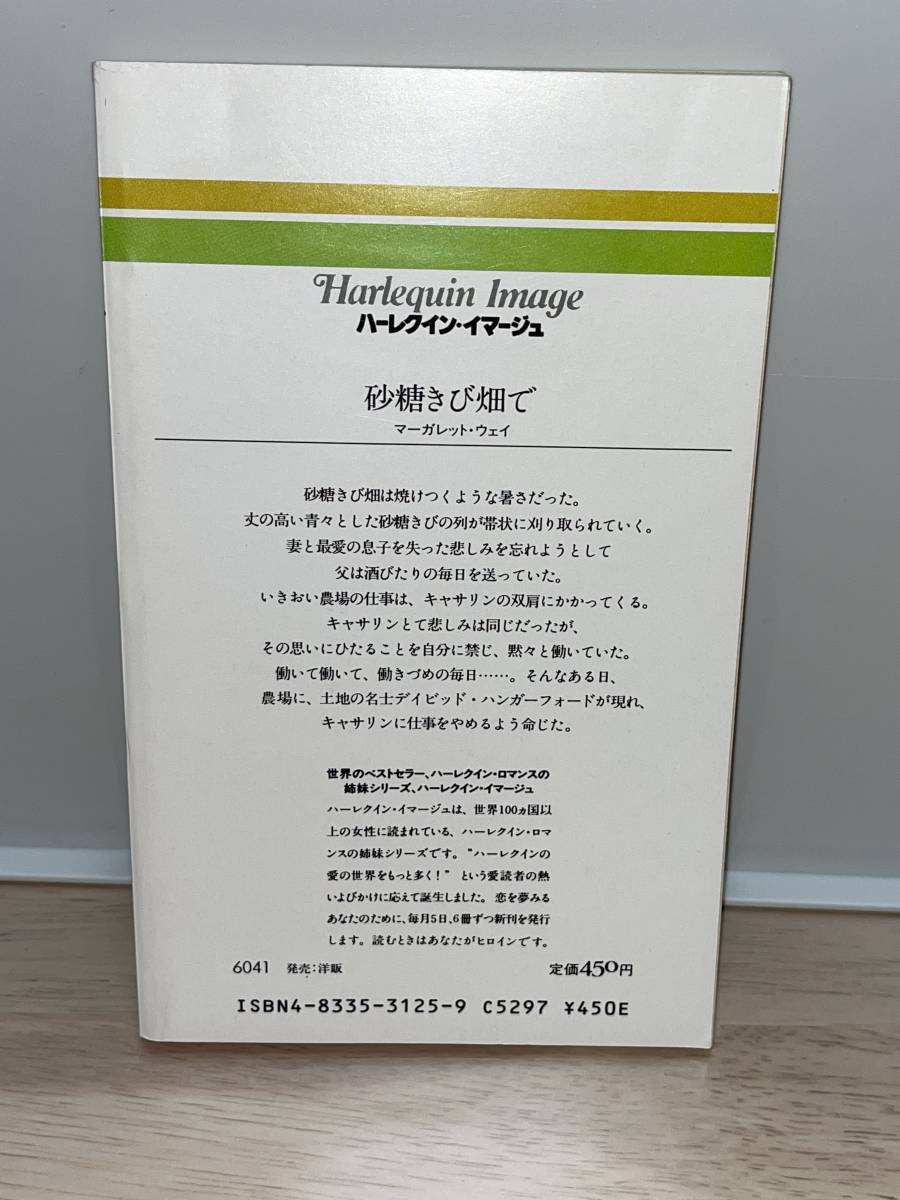 Harlequin Image
ハーレクイン・イマージュ
砂糖きび畑で
マーガレット・ウェイ
砂糖きび畑は焼けつくような暑さだった。
丈の高い青々とした砂糖きびの列が帯状に刈り取られていく。
妻と最愛の息子を失った悲しみを忘れようとして
父は酒びたりの毎日を送っていた。
いきおい農場の仕事は、キャサリンの双肩にかかってくる。
キャサリンとて悲しみは同じだったが、
その思いにひたることを自分に禁じ、黙々と働いていた。
働いて働いて、働きづめの毎日……。そんなある日、
農場に、土地の名士デイビッド・ハンガーフォードが現れ、
キャサリンに仕事をやめるよう命じた。
世界のベストセラー、ハーレクイン・ロマンスの
姉妹シリーズ、ハーレクイン・イマージュ
ハーレクイン・イマージュは、世界100ヵ国以
上の女性に読まれている、ハーレクイン・ロマ
ンスの姉妹シリーズです。“ハーレクインの
愛の世界をもっと多く!”という愛読者の熱
いよびかけに応えて誕生しました。恋を夢みる
あなたのために、毎月5日、6冊ずつ新刊を発行
します。読むときはあなたがヒロインです。
6041 発売：洋販 定価450円
ISBN4-8335-3125-9 C5297 ¥450E